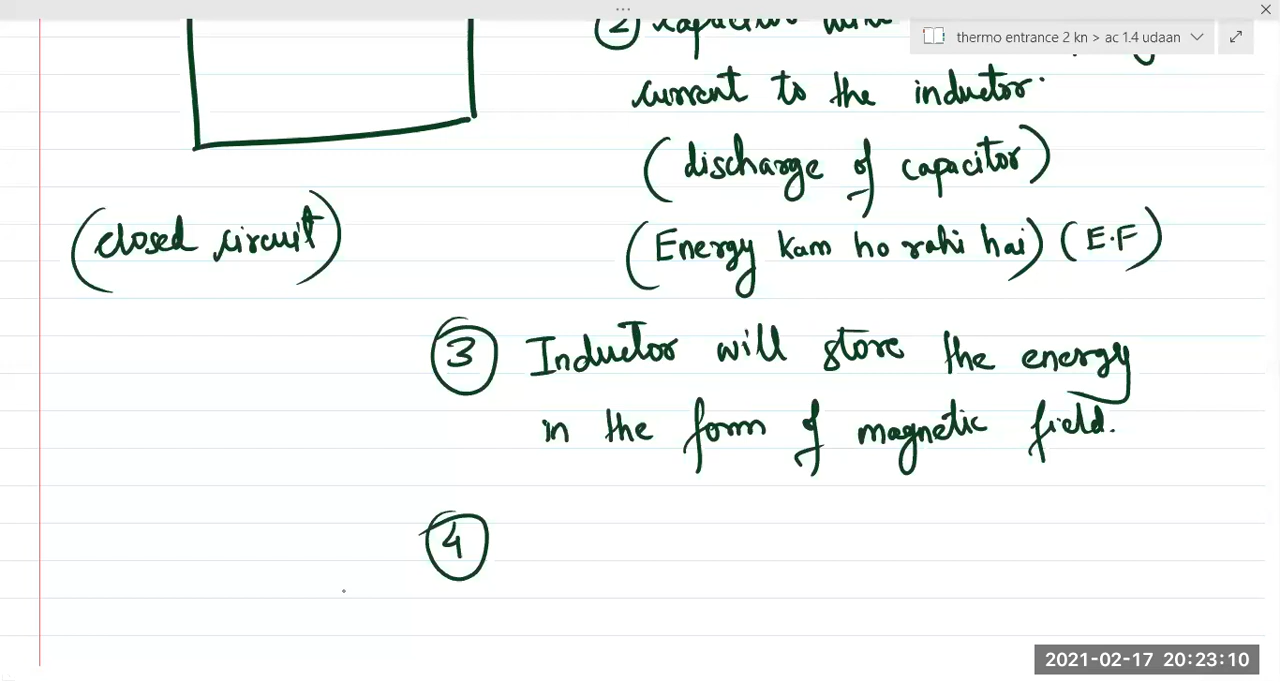 thermo entrance 2 kn > ac 1.4 udaan
② capacitor
current to the inductor.
(discharge of capacitor)
(Energy kam ho rahi hai) (E.F)
(closed circuit)
③ Inductor will store the energy
in the form of magnetic field.
④
2021-02-17 20:23:10